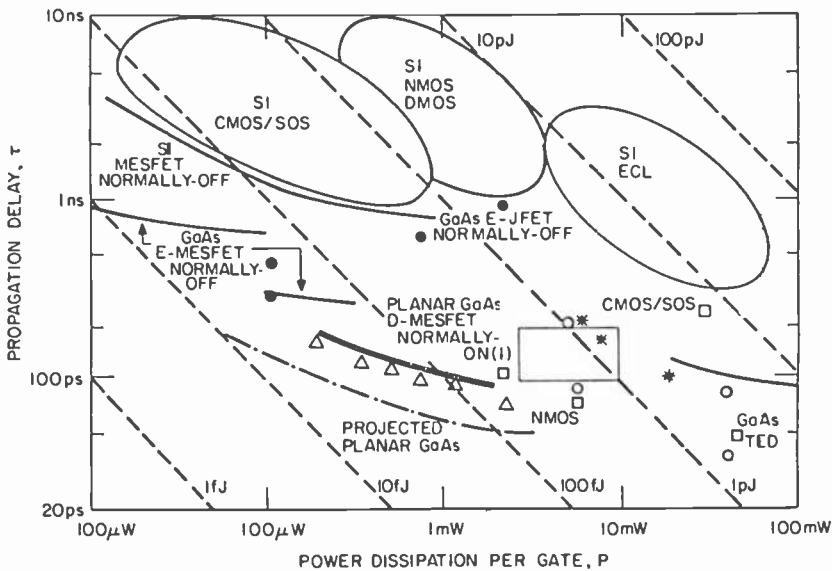 10ns
10pJ
100pJ
SI
CMOS/SOS
SI
NMOS
DMOS
SI
ECL
SI
MESFET
NORMALLY-OFF
1ns
GaAs E-JFET
NORMALLY-OFF
GaAs
E-MESFET
NORMALLY-
OFF
PLANAR GaAs
D-MESFET
NORMALLY-
ON(1)
CMOS/SOS
100ps
NMOS
GaAs
TED
PROJECTED
PLANAR GaAs
1fJ
10fJ
100fJ
1pJ
20ps
100μW
100μW
1mW
10mW
100mW
PROPAGATION DELAY, τ
POWER DISSIPATION PER GATE, P